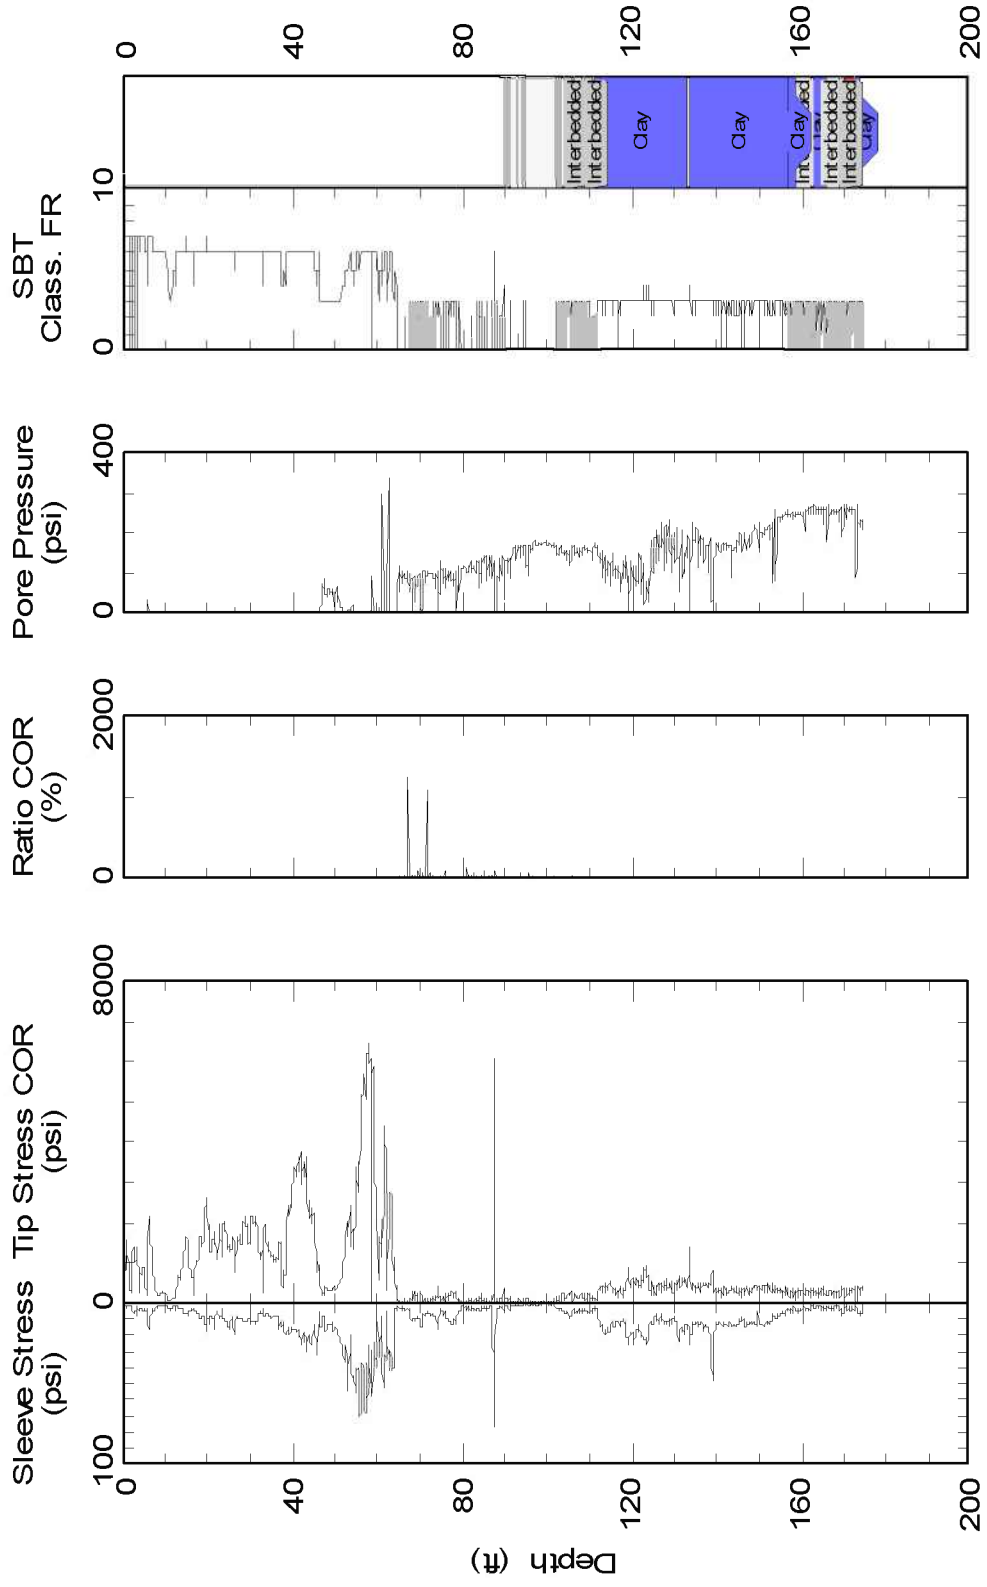 SBT
Class. FR
10
0
0
40
80
120
160
200
Interbedded
Interbedded
Clay
Clay
Clay
Interbedded
Interbedded
Clay
Pore Pressure
(psi)
400
0
Ratio COR
(%)
2000
0
Tip Stress COR
(psi)
8000
0
Sleeve Stress
(psi)
100
0
40
80
120
160
200
Depth (ft)